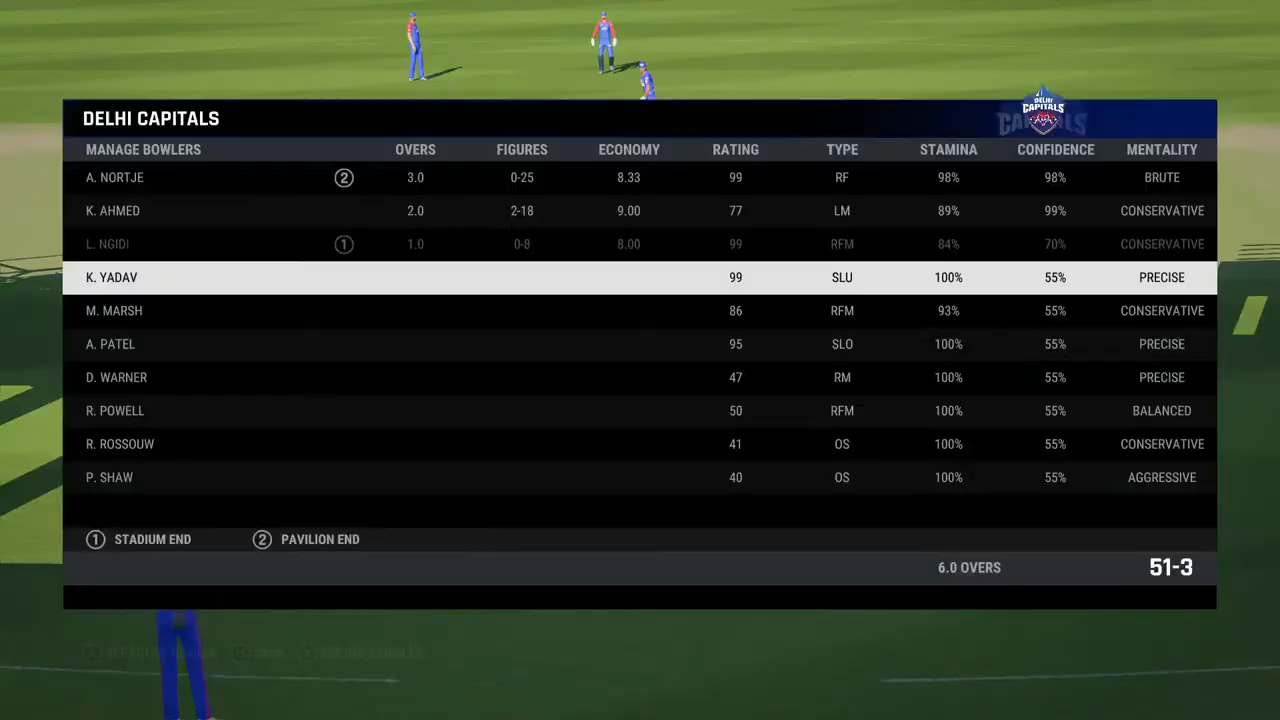 DELHI CAPITALS
DELHI CAPITALS
MANAGE BOWLERS OVERS FIGURES ECONOMY RATING TYPE STAMINA CONFIDENCE MENTALITY
A. NORTJE 2 3.0 0-25 8.33 99 RF 98% 98% BRUTE
K. AHMED 2.0 2-18 9.00 77 LM 89% 99% CONSERVATIVE
L. NGIDI 1 1.0 0-8 8.00 99 RFM 84% 70% CONSERVATIVE
K. YADAV 99 SLU 100% 55% PRECISE
M. MARSH 86 RFM 93% 55% CONSERVATIVE
A. PATEL 95 SLO 100% 55% PRECISE
D. WARNER 47 RM 100% 55% PRECISE
R. POWELL 50 RFM 100% 55% BALANCED
R. ROSSOUW 41 OS 100% 55% CONSERVATIVE
P. SHAW 40 OS 100% 55% AGGRESSIVE
1 STADIUM END 2 PAVILION END
6.0 OVERS 51-3